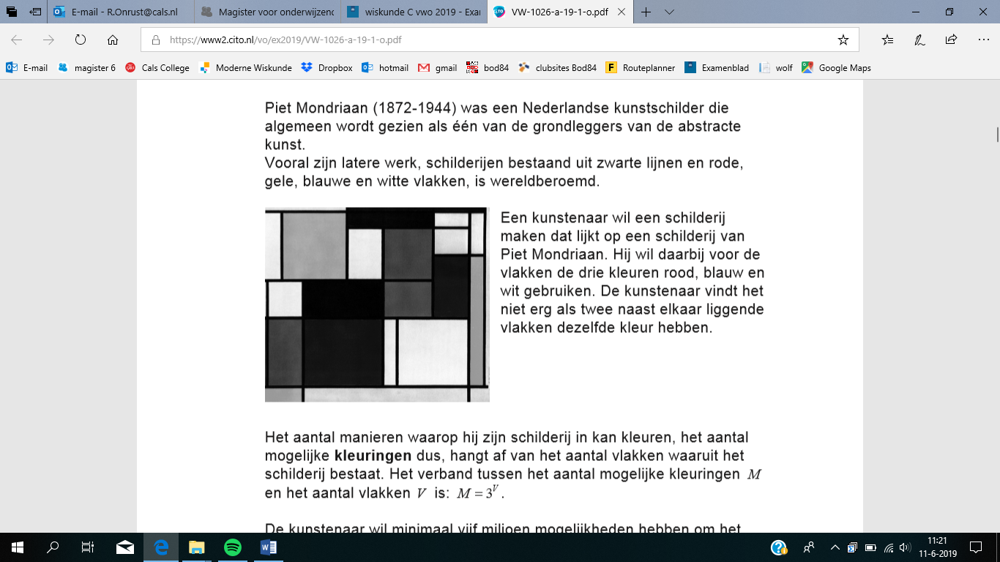 E-mail - R.Onrust@cals.nl
Magister voor onderwijzend
wiskunde C vwo 2019 - Exa
VW-1026-a-19-1-o.pdf
https://www2.cito.nl/vo/ex2019/VW-1026-a-19-1-o.pdf
E-mail
magister 6
Cals College
Moderne Wiskunde
Dropbox
hotmail
gmail
bod84
clubsites Bod84
Routeplanner
Examenblad
wolf
Google Maps
Piet Mondriaan (1872-1944) was een Nederlandse kunstschilder die
algemeen wordt gezien als één van de grondleggers van de abstracte
kunst.
Vooral zijn latere werk, schilderijen bestaand uit zwarte lijnen en rode,
gele, blauwe en witte vlakken, is wereldberoemd.
Een kunstenaar wil een schilderij
maken dat lijkt op een schilderij van
Piet Mondriaan. Hij wil daarbij voor de
vlakken de drie kleuren rood, blauw en
wit gebruiken. De kunstenaar vindt het
niet erg als twee naast elkaar liggende
vlakken dezelfde kleur hebben.
Het aantal manieren waarop hij zijn schilderij in kan kleuren, het aantal
mogelijke kleuringen dus, hangt af van het aantal vlakken waaruit het
schilderij bestaat. Het verband tussen het aantal mogelijke kleuringen M
en het aantal vlakken V is: M = 3^V.
De kunstenaar wil minimaal vijf miljoen mogelijkheden hebben om het
11:21
11-6-2019